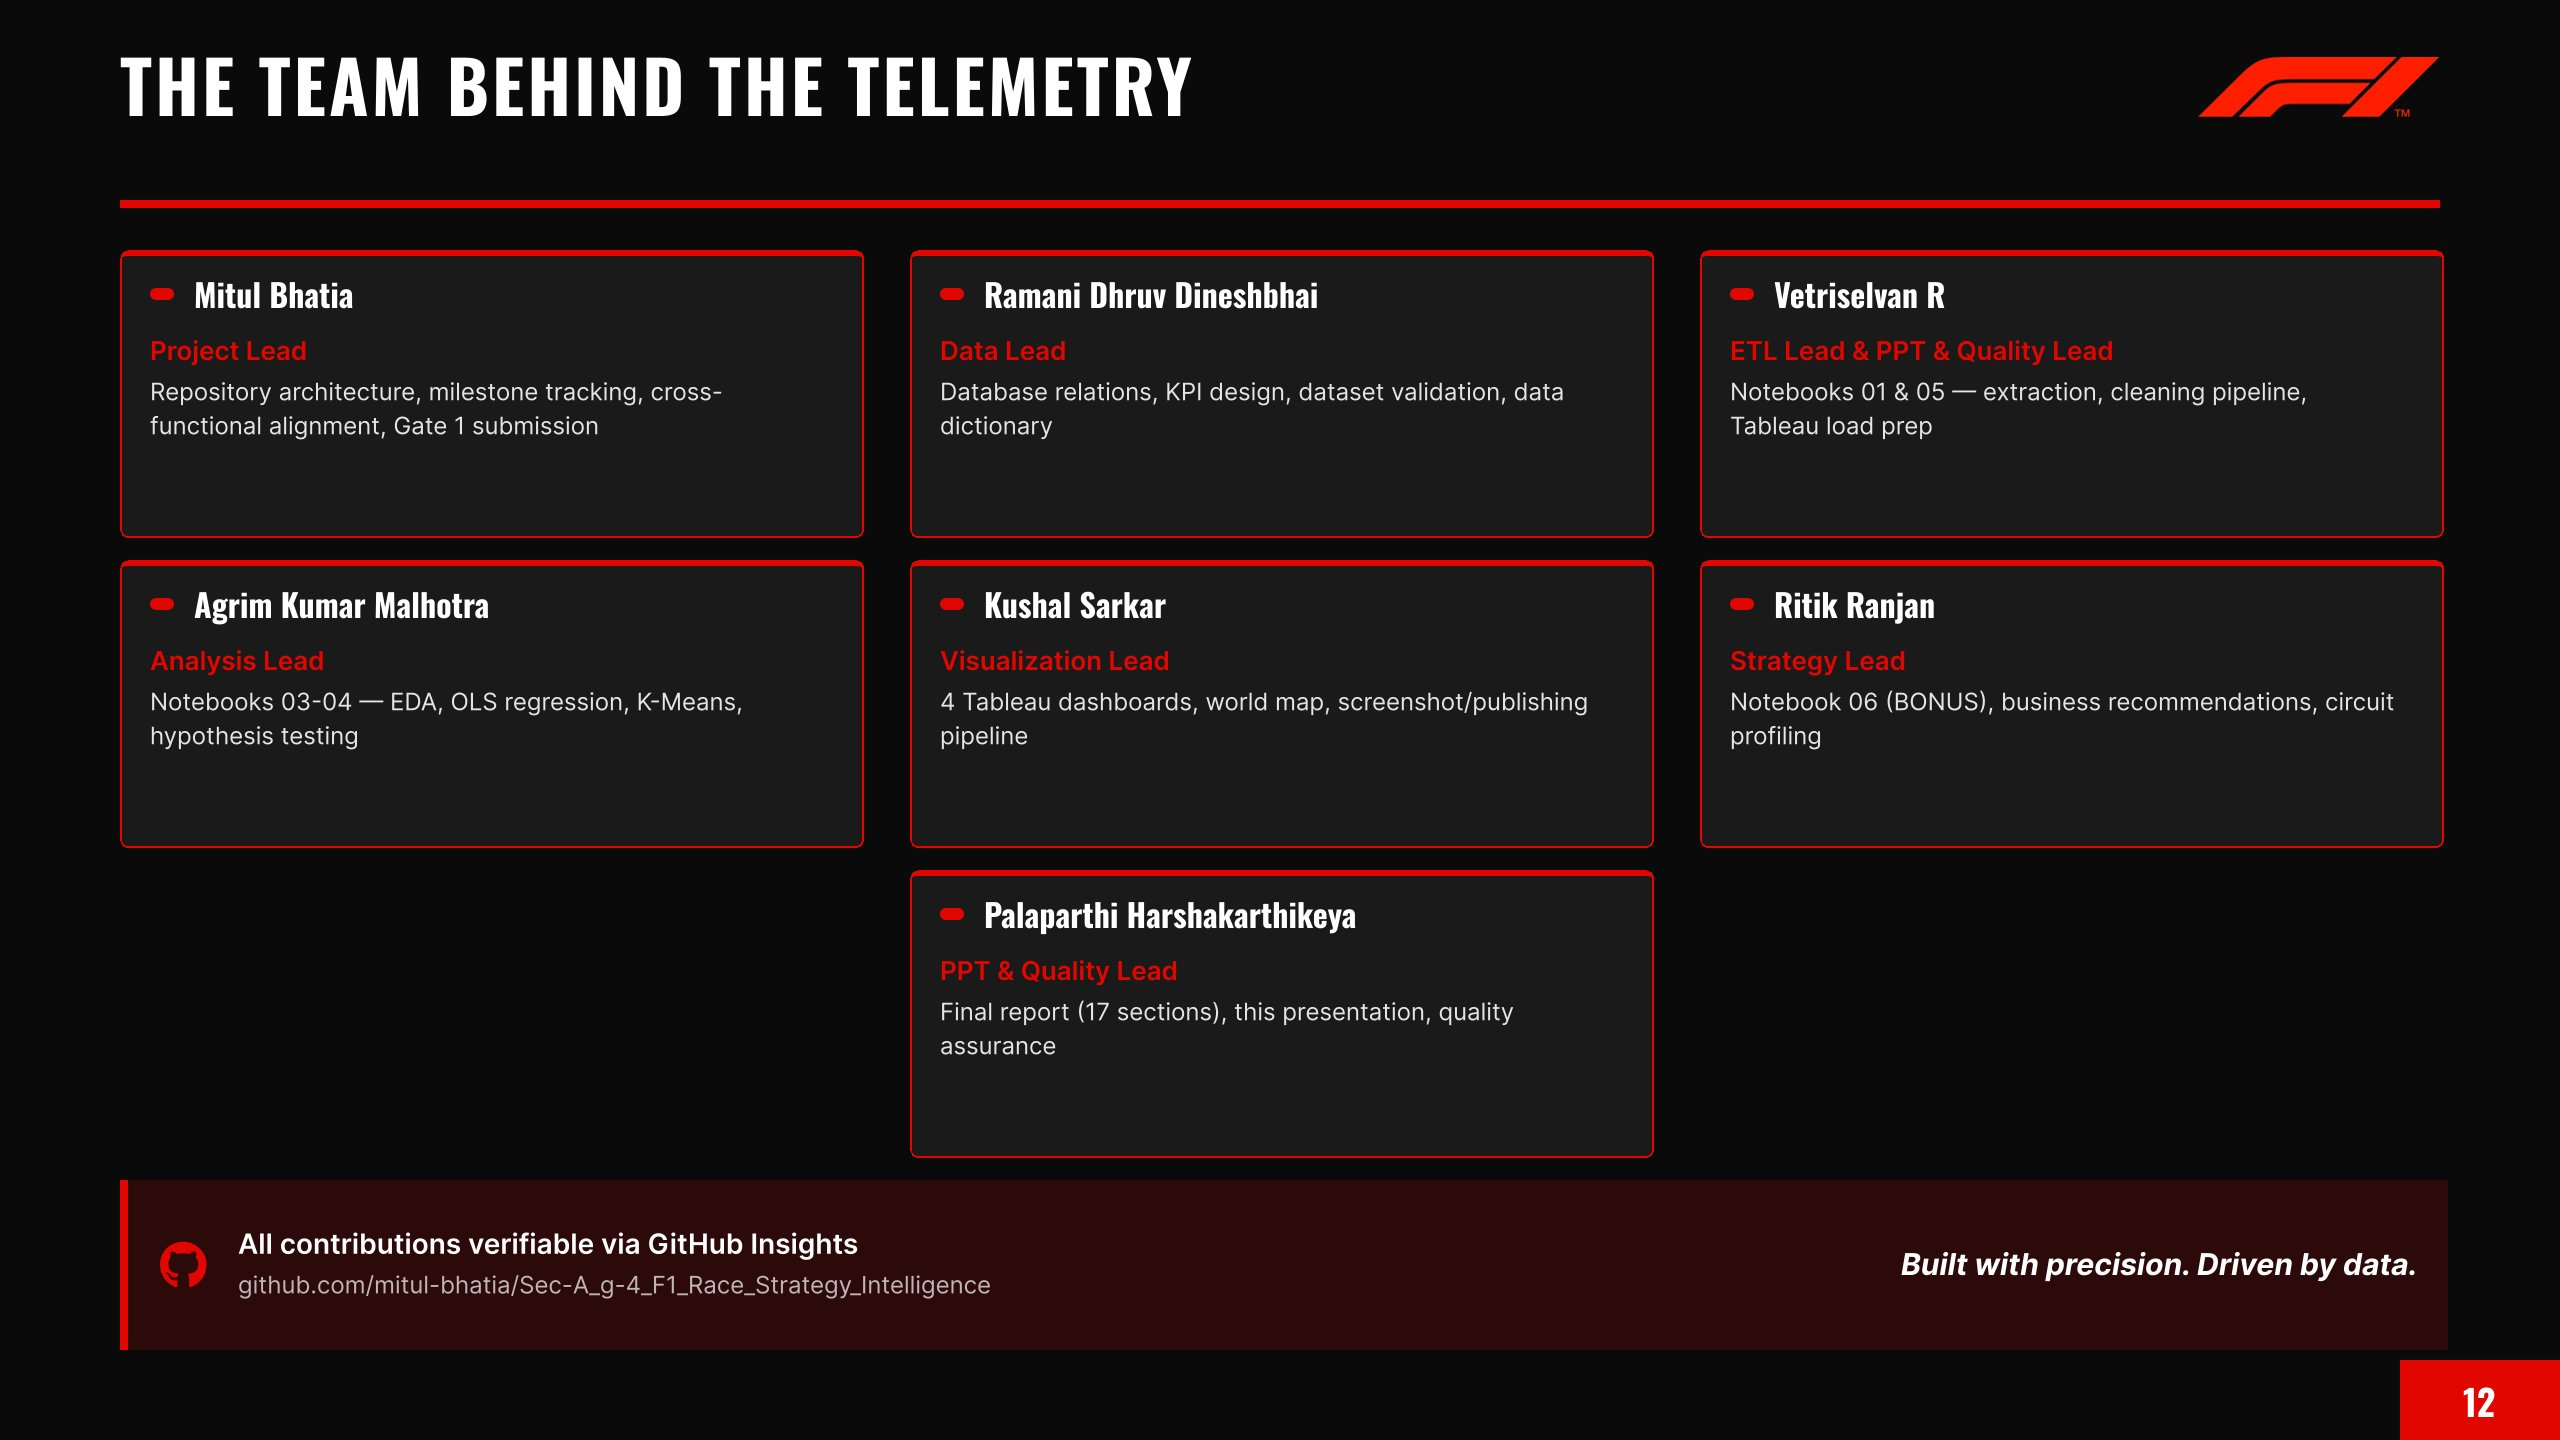 THE TEAM BEHIND THE TELEMETRY
F1
TM
Mitul Bhatia
Project Lead
Repository architecture, milestone tracking, cross-
functional alignment, Gate 1 submission
Ramani Dhruv Dineshbhai
Data Lead
Database relations, KPI design, dataset validation, data
dictionary
Vetriselvan R
ETL Lead & PPT & Quality Lead
Notebooks 01 & 05 — extraction, cleaning pipeline,
Tableau load prep
Agrim Kumar Malhotra
Analysis Lead
Notebooks 03-04 — EDA, OLS regression, K-Means,
hypothesis testing
Kushal Sarkar
Visualization Lead
4 Tableau dashboards, world map, screenshot/publishing
pipeline
Ritik Ranjan
Strategy Lead
Notebook 06 (BONUS), business recommendations, circuit
profiling
Palaparthi Harshakarthikeya
PPT & Quality Lead
Final report (17 sections), this presentation, quality
assurance
All contributions verifiable via GitHub Insights
github.com/mitul-bhatia/Sec-A_g-4_F1_Race_Strategy_Intelligence
Built with precision. Driven by data.
12